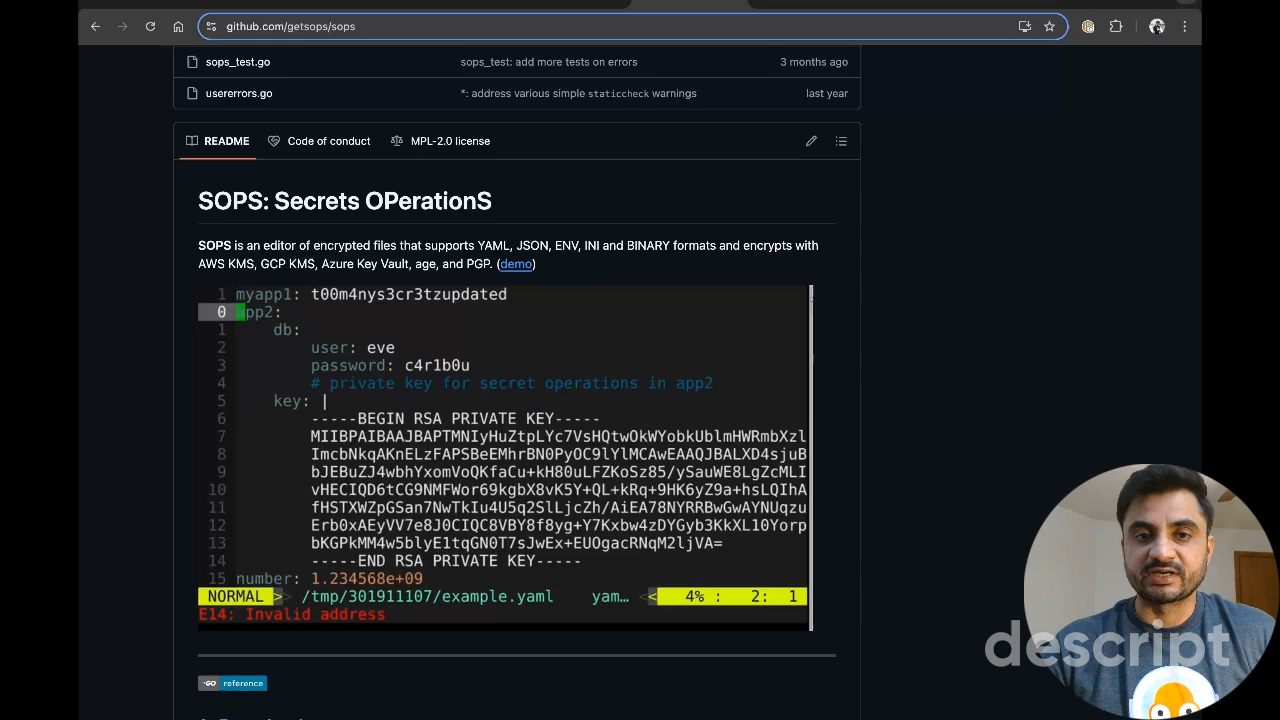 github.com/getsops/sops
sops_test.go sops_test: add more tests on errors 3 months ago
usererrors.go *: address various simple staticcheck warnings last year
README Code of conduct MPL-2.0 license
SOPS: Secrets OPerationS
SOPS is an editor of encrypted files that supports YAML, JSON, ENV, INI and BINARY formats and encrypts with
AWS KMS, GCP KMS, Azure Key Vault, age, and PGP. (demo)
1 myapp1: t00m4nys3cr3tzupdated
0 app2:
1 db:
2 user: eve
3 password: c4r1b0u
4 # private key for secret operations in app2
5 key: |
6 -----BEGIN RSA PRIVATE KEY-----
7 MIIBPAIBAAJBAPTMNIyHuZtpLYc7VsHQtwOkWYobkUblmHWRmbXzl
8 ImcbNkqAKnELzFAPSBeEMhrBN0PyOC9lYlMCAwEAAQJBALXD4sjuB
9 bJEBuZJ4wbhYxomVoQKfaCu+kH80uLFZKoSz85/ySauWE8LgZcMLI
10 vHECIQD6tCG9NMFWor69kgbX8vK5Y+QL+kRq+9HK6yZ9a+hsLQIhA
11 fHSTXWZpGSan7NwTkIu4U5q2SlLjcZh/AiEA78NYRRBwGwAYNUqzu
12 Erb0xAEyVV7e8J0CIQC8VBY8f8yg+Y7Kxbw4zDYGyb3KkXL10Yorp
13 bKGPkMM4w5blyE1tqGN0T7sJwEx+EUOgacRNqM2ljVA=
14 -----END RSA PRIVATE KEY-----
15 number: 1.234568e+09
NORMAL >> /tmp/301911107/example.yaml yam… << 4% : 2: 1
E14: Invalid address
GO reference
descript